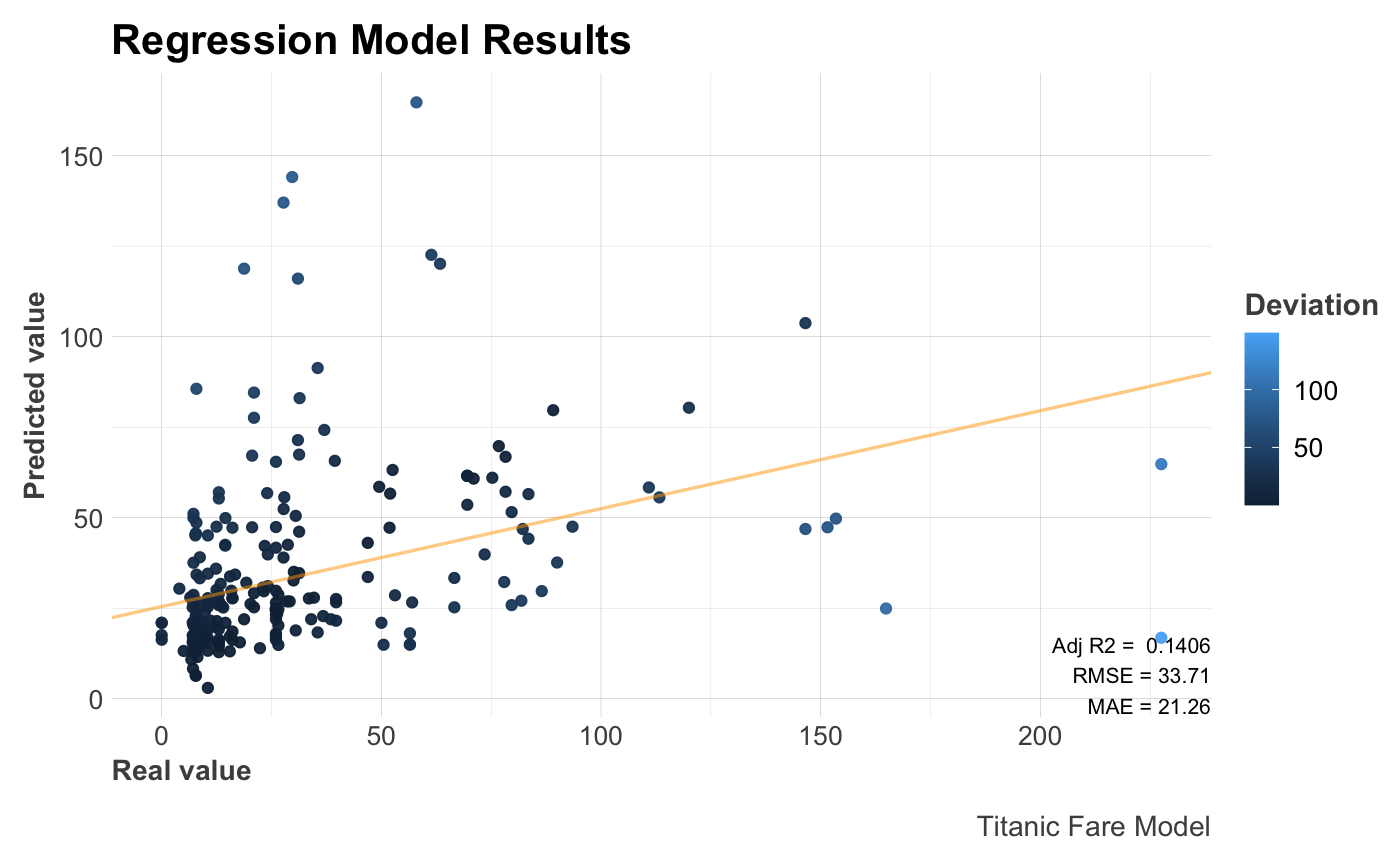 Regression Model Results
Predicted value
150
100
50
0
Adj R2 =  0.1406
RMSE = 33.71
MAE = 21.26
0 50 100 150 200
Real value
Deviation
100
50
Titanic Fare Model